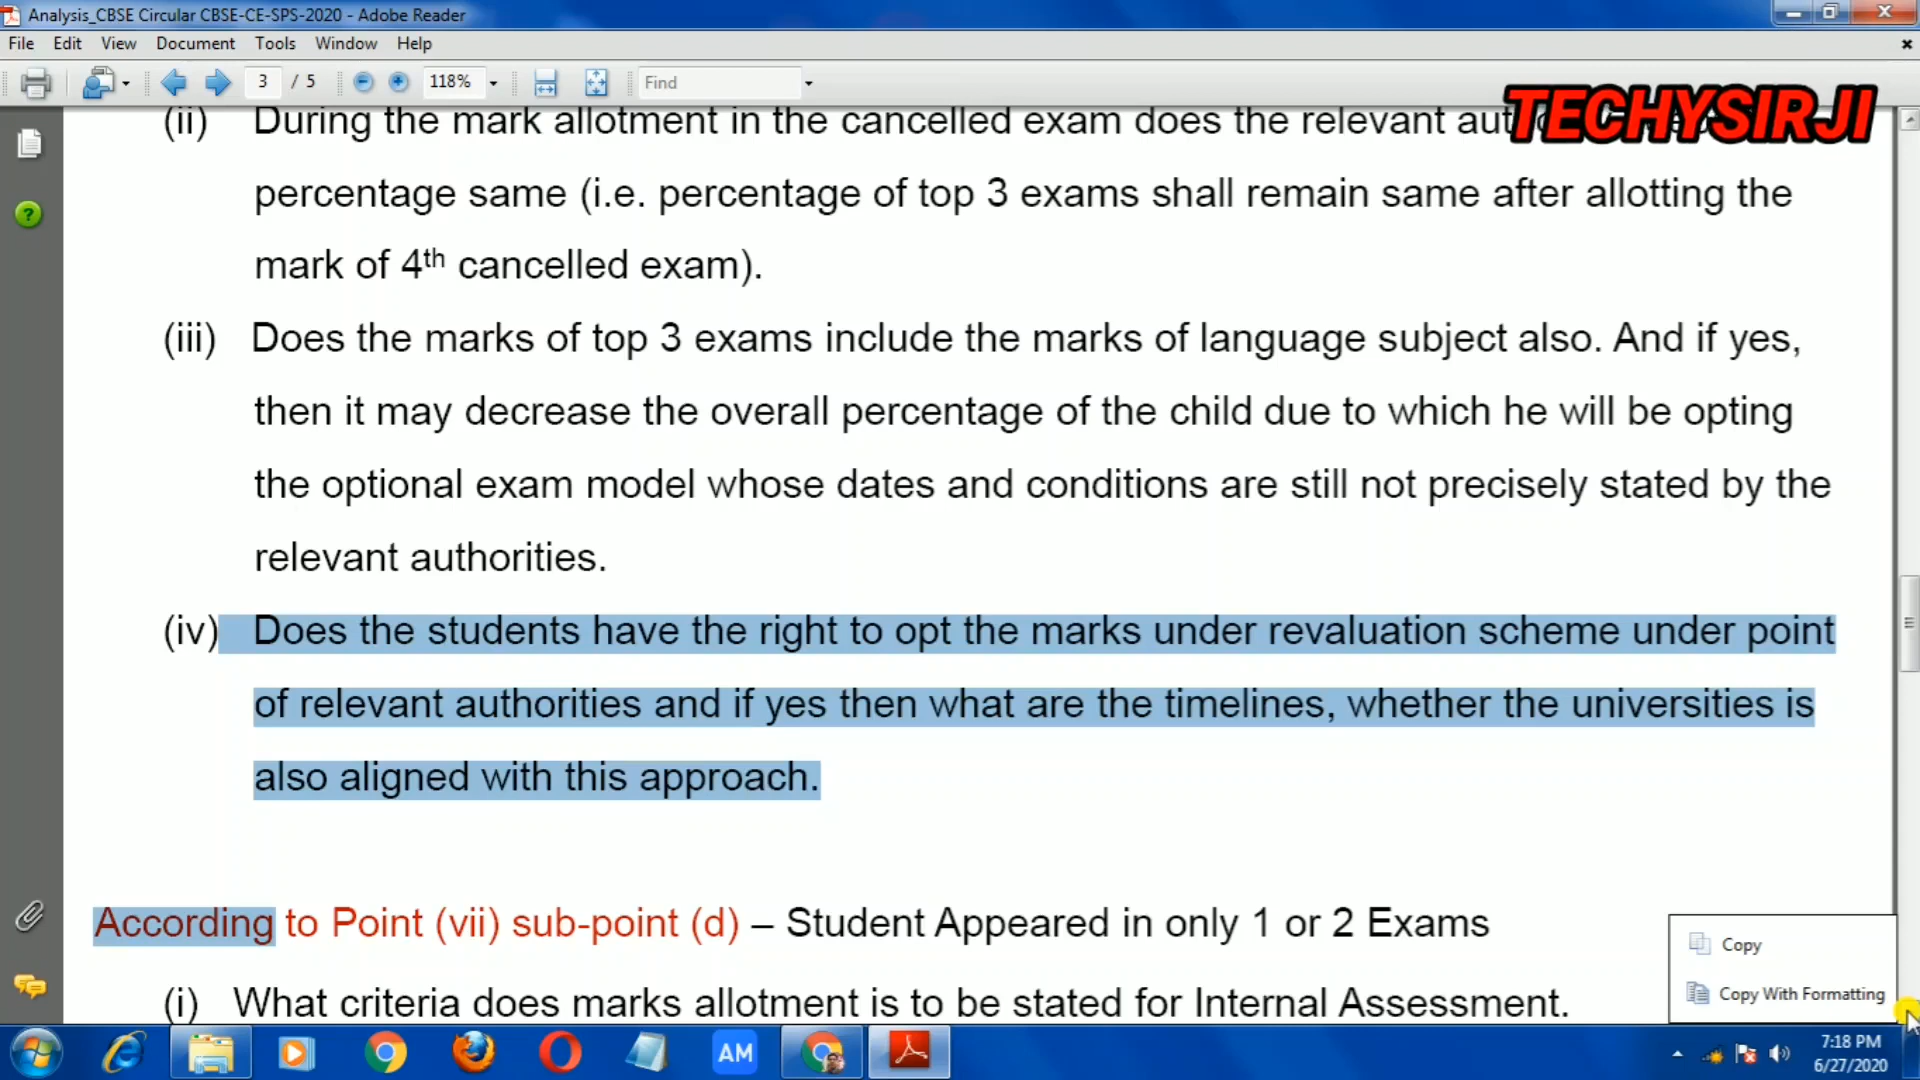 Analysis_CBSE Circular CBSE-CE-SPS-2020 - Adobe Reader
File Edit View Document Tools Window Help
3 / 5 118% Find
TECHYSIRJI
(ii) During the mark allotment in the cancelled exam does the relevant
percentage same (i.e. percentage of top 3 exams shall remain same after allotting the
mark of 4th cancelled exam).
(iii) Does the marks of top 3 exams include the marks of language subject also. And if yes,
then it may decrease the overall percentage of the child due to which he will be opting
the optional exam model whose dates and conditions are still not precisely stated by the
relevant authorities.
(iv) Does the students have the right to opt the marks under revaluation scheme under point
of relevant authorities and if yes then what are the timelines, whether the universities is
also aligned with this approach.
According to Point (vii) sub-point (d) – Student Appeared in only 1 or 2 Exams
Copy
Copy With Formatting
(i) What criteria does marks allotment is to be stated for Internal Assessment.
AM
7:18 PM
6/27/2020